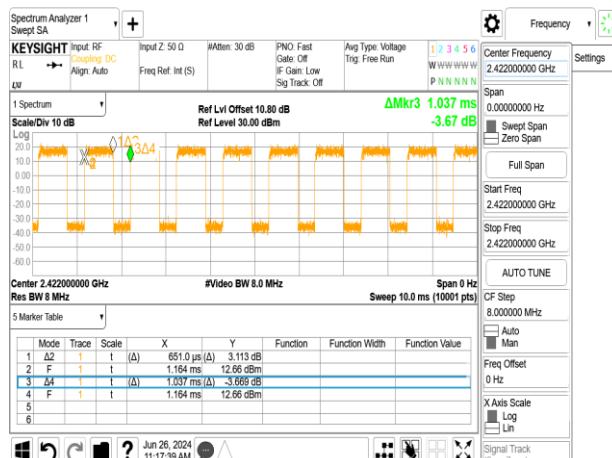 Spectrum Analyzer 1
Swept SA
Frequency
KEYSIGHT Input: RF Input Z: 50 Ω #Atten: 30 dB PNO: Fast Avg Type: Voltage 1 2 3 4 5 6
RL Coupling: DC Gate: Off Trig: Free Run W W W W W W
Align: Auto Freq Ref: Int (S) IF Gain: Low
Sig Track: Off P N N N N N
Center Frequency
2.422000000 GHz
Settings
Span
0.00000000 Hz
Swept Span
Zero Span
Full Span
Start Freq
2.422000000 GHz
Stop Freq
2.422000000 GHz
AUTO TUNE
CF Step
8.000000 MHz
Auto
Man
Freq Offset
0 Hz
X Axis Scale
Log
Lin
Signal Track
1 Spectrum
Ref Lvl Offset 10.80 dB ΔMkr3 1.037 ms
Scale/Div 10 dB Ref Level 30.00 dBm -3.67 dB
Log
20.0
10.0
0.00
-10.0
-20.0
-30.0
-40.0
-50.0
-60.0
3Δ4
Center 2.422000000 GHz #Video BW 8.0 MHz Span 0 Hz
Res BW 8 MHz Sweep 10.0 ms (10001 pts)
5 Marker Table
Mode Trace Scale X Y Function Function Width Function Value
1 Δ2 1 t (Δ) 651.0 µs (Δ) 3.113 dB
2 F 1 t 1.164 ms 12.66 dBm
3 Δ4 1 t (Δ) 1.037 ms (Δ) -3.669 dB
4 F 1 t 1.164 ms 12.66 dBm
5
6
Jun 26, 2024
11:17:39 AM